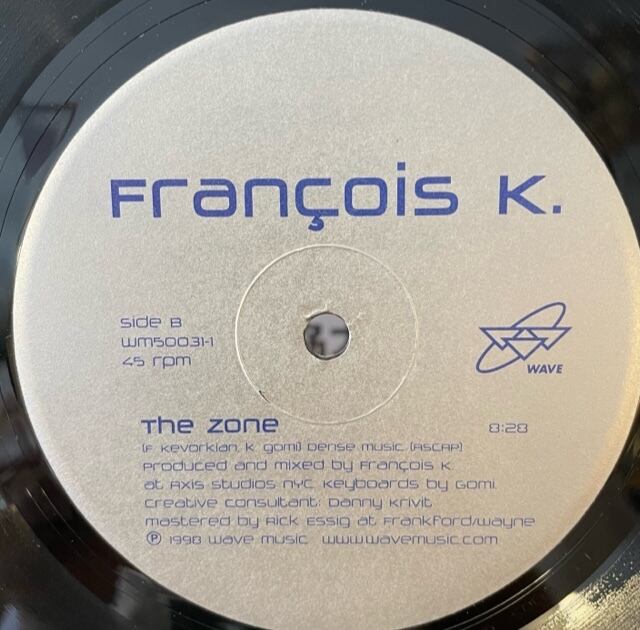 François K.
side B
WM50031-1
45 rpm
WAVE
The Zone 8:28
(F. Kevorkian, K. Gomi) Dense Music (ASCAP)
Produced and mixed by François K.
at Axis Studios NYC. Keyboards by Gomi.
Creative consultant: Danny Krivit
mastered by Rick Essig at Frankford/Wayne
℗ 1998 Wave Music www.wavemusic.com